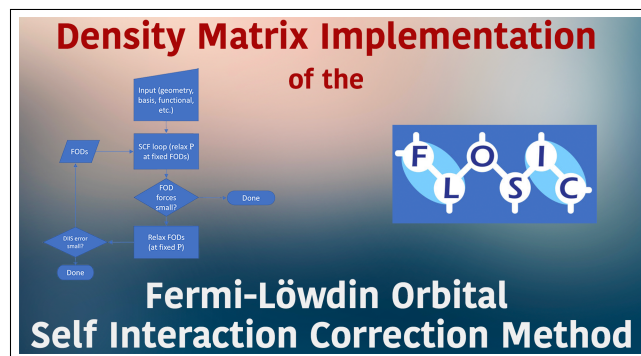 Density Matrix Implementation
of the
Input (geometry,
basis, functional,
etc.)
FODs
SCF loop (relax P
at fixed FODs)
FOD
forces
small?
Done
DIIS error
small?
Relax FODs
(at fixed P)
Done
F O I
L S C
Fermi-Löwdin Orbital
Self Interaction Correction Method